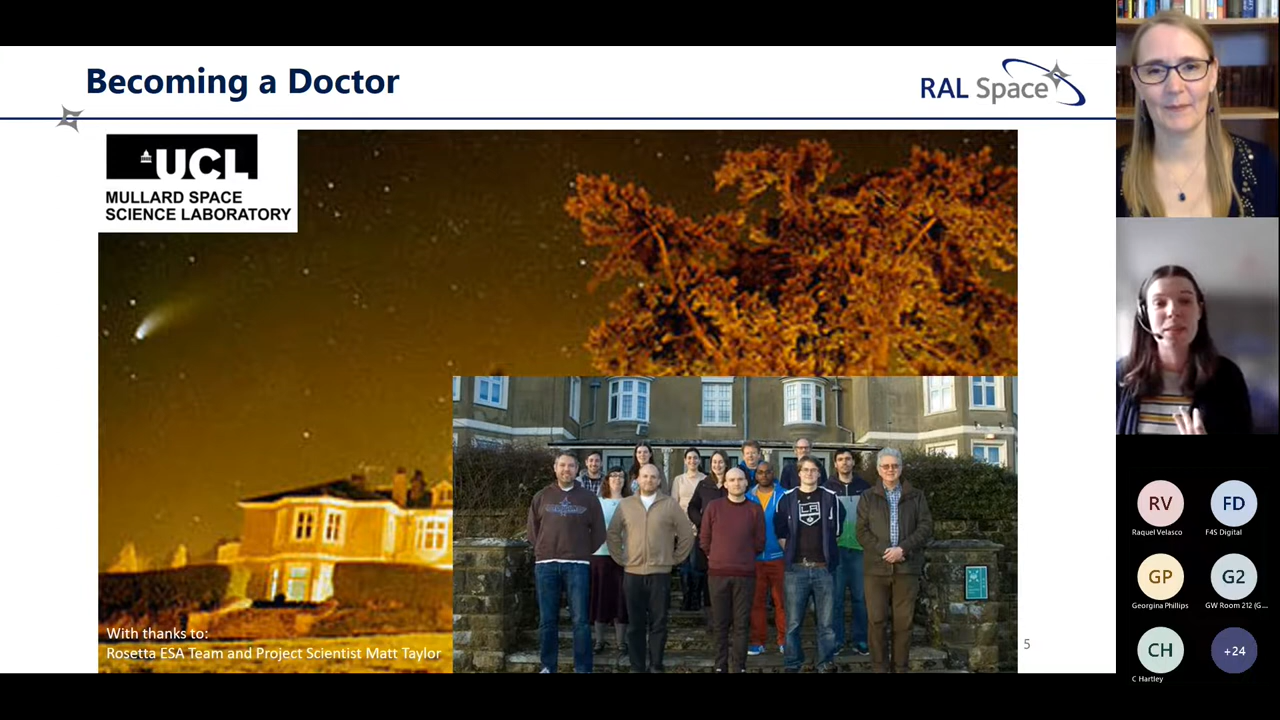 Becoming a Doctor
RAL Space
UCL
MULLARD SPACE
SCIENCE LABORATORY
LA
With thanks to:
Rosetta ESA Team and Project Scientist Matt Taylor
5
RV
Raquel Velasco
FD
F4S Digital
GP
Georgina Phillips
G2
GW Room 212 (G...
CH
C Hartley
+24